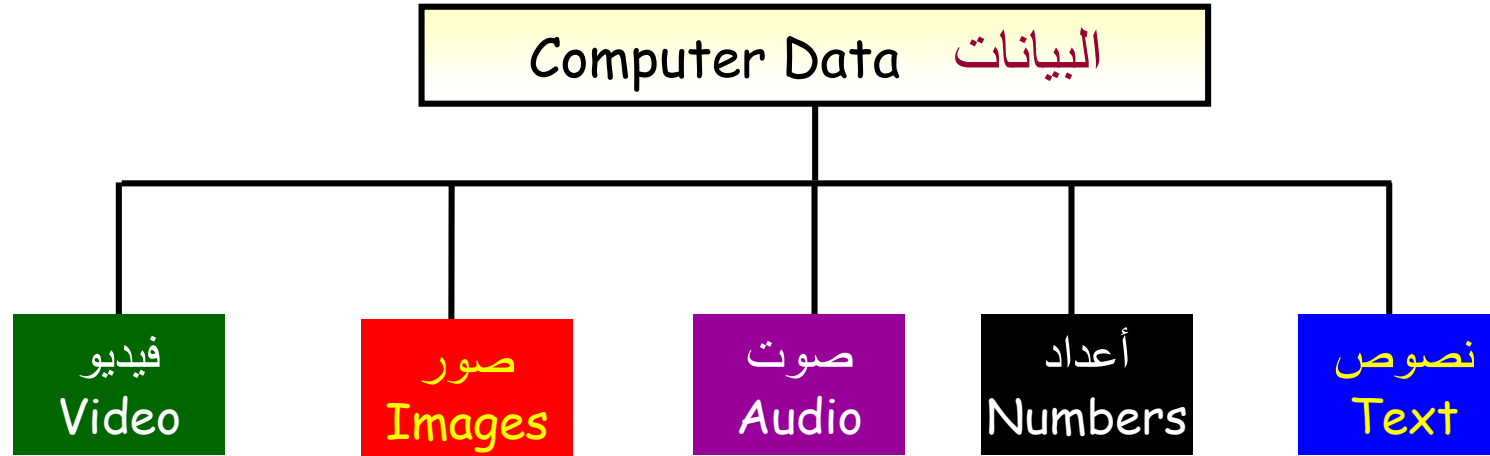 Computer Data البيانات
فيديو
Video
صور
Images
صوت
Audio
أعداد
Numbers
نصوص
Text